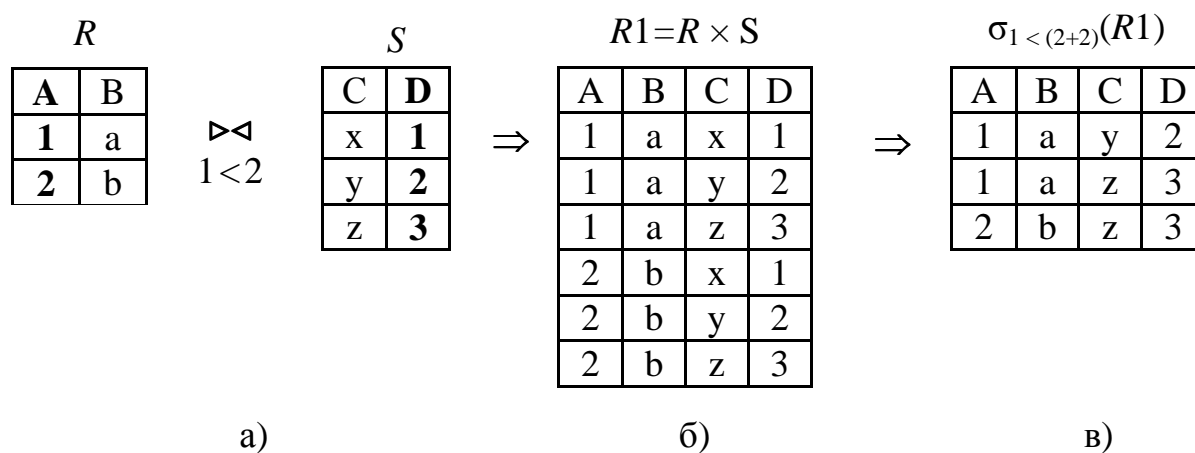 R S R1=R × S σ1 < (2+2)(R1)
A B C D A B C D A B C D
1 a ⊳⊲ x 1 ⇒ 1 a x 1 ⇒ 1 a y 2
2 b 1<2 y 2 1 a y 2 1 a z 3
z 3 1 a z 3 2 b z 3
2 b x 1
2 b y 2
2 b z 3
а) б) в)